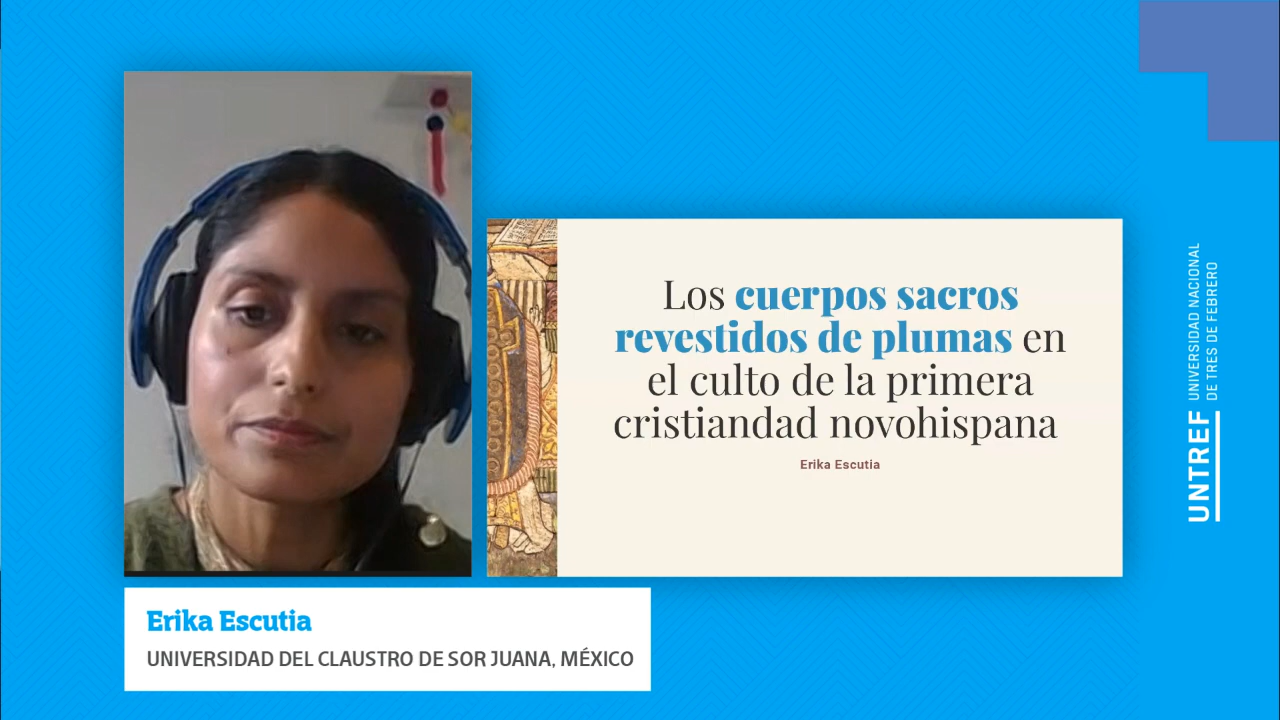 Los cuerpos sacros
revestidos de plumas en
el culto de la primera
cristiandad novohispana
Erika Escutia
Erika Escutia
UNIVERSIDAD DEL CLAUSTRO DE SOR JUANA, MÉXICO
UNTREF
UNIVERSIDAD NACIONAL
DE TRES DE FEBRERO